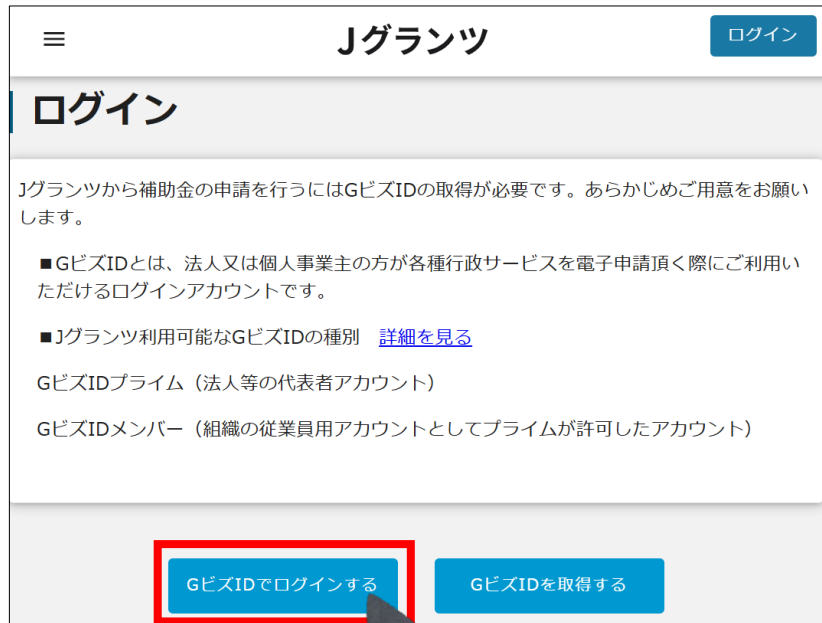 Jグランツ
ログイン
ログイン
Jグランツから補助金の申請を行うにはGビズIDの取得が必要です。あらかじめご用意をお願い
します。
■GビズIDとは、法人又は個人事業主の方が各種行政サービスを電子申請頂く際にご利用い
ただけるログインアカウントです。
■Jグランツ利用可能なGビズIDの種別　詳細を見る
GビズIDプライム（法人等の代表者アカウント）
GビズIDメンバー（組織の従業員用アカウントとしてプライムが許可したアカウント）
GビズIDでログインする
GビズIDを取得する